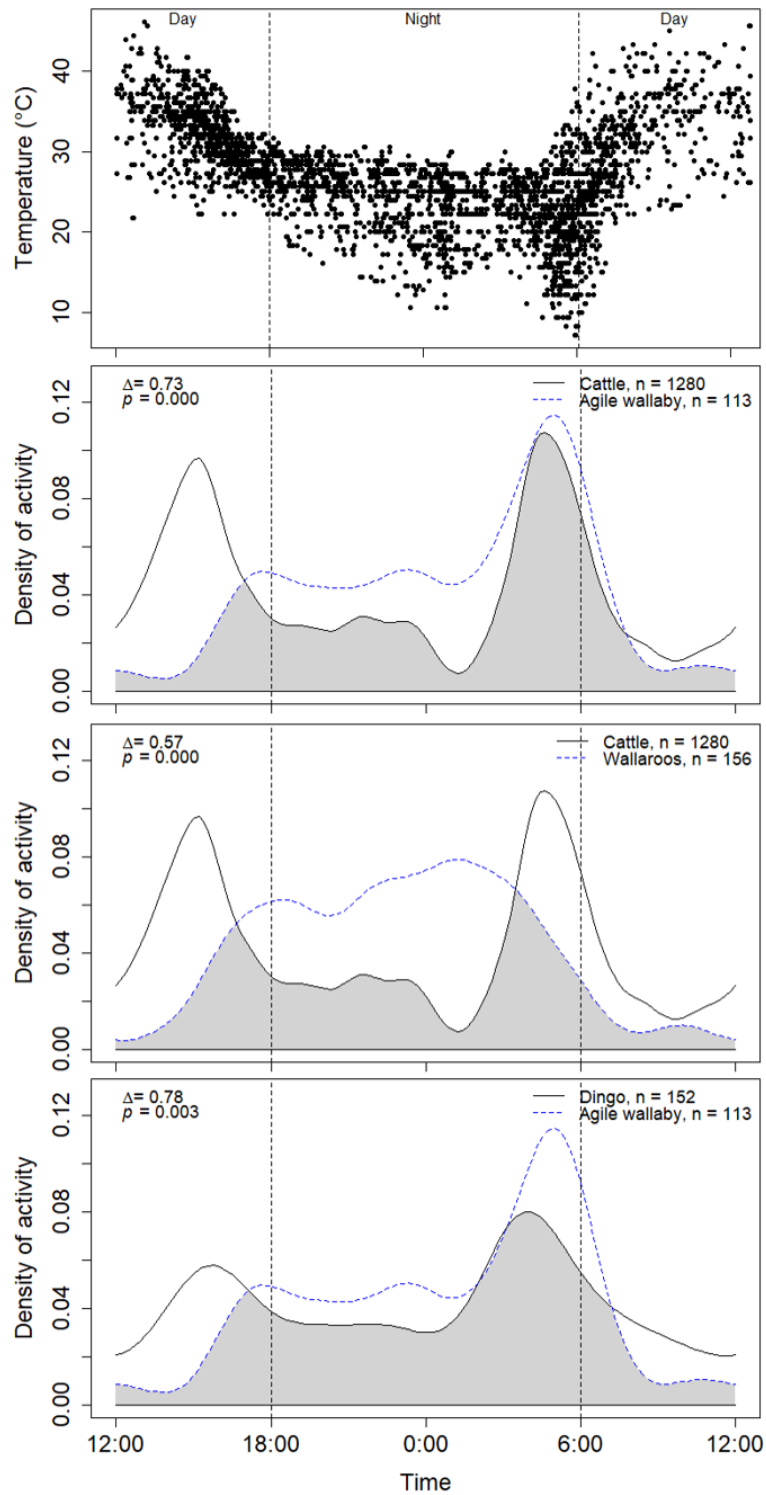 Day Night Day
Temperature (°C)
40
30
20
10
Δ= 0.73
p = 0.000
Cattle, n = 1280
Agile wallaby, n = 113
Density of activity
0.12
0.08
0.04
0.00
Δ= 0.57
p = 0.000
Cattle, n = 1280
Wallaroos, n = 156
Density of activity
0.12
0.08
0.04
0.00
Δ= 0.78
p = 0.003
Dingo, n = 152
Agile wallaby, n = 113
Density of activity
0.12
0.08
0.04
0.00
12:00 18:00 0:00 6:00 12:00
Time